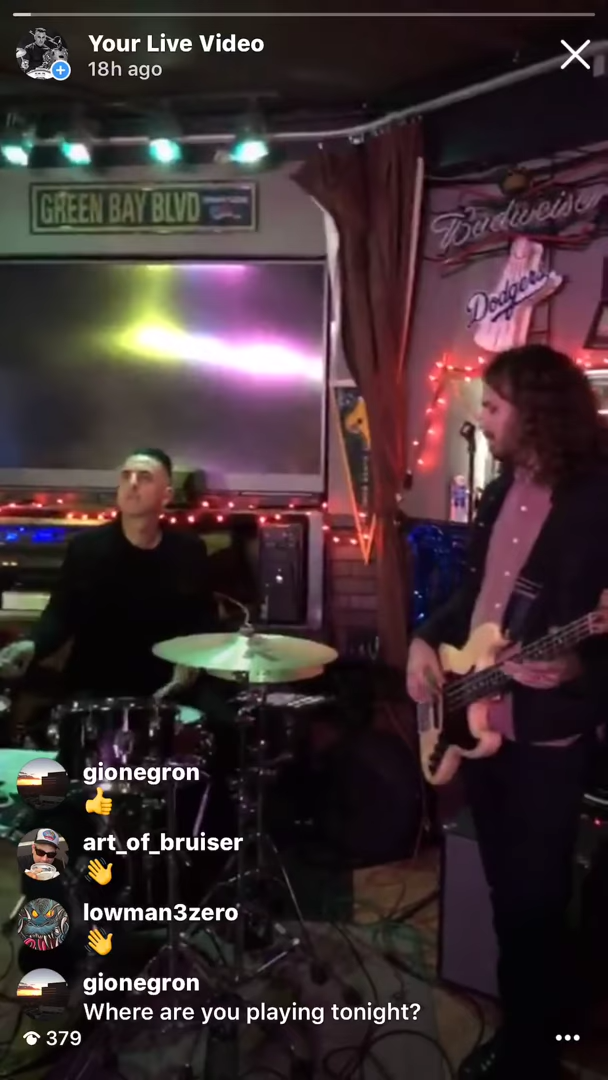 Your Live Video
18h ago
GREEN BAY BLVD
Budweiser
Dodgers
gionegron
👍
art_of_bruiser
👋
lowman3zero
👋
gionegron
Where are you playing tonight?
379